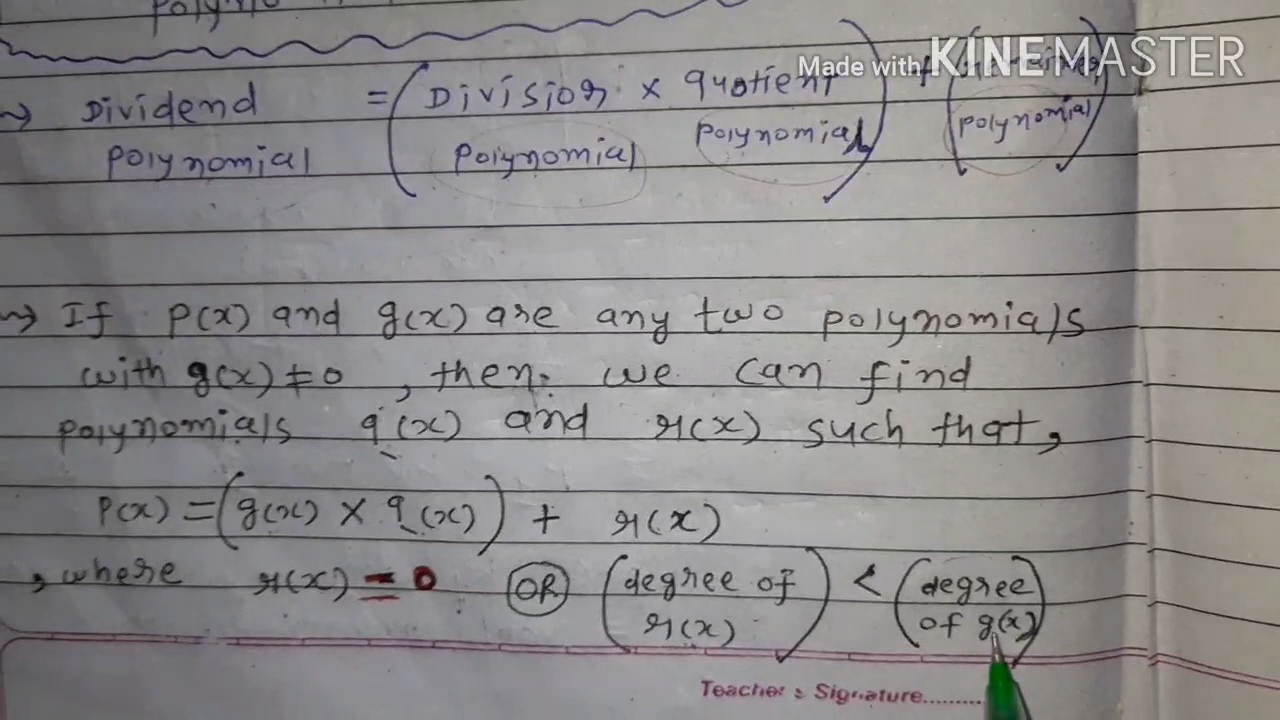 Polyno
Made with KINEMASTER
→ Dividend = (Division × quotient) + (
polynomial polynomial polynomial polynomial)
→ If p(x) and g(x) are any two polynomials
with g(x) ≠ 0 , then we can find
polynomials q(x) and r(x) such that,
p(x) = (g(x) × q(x)) + r(x)
, where r(x) = 0 OR (degree of r(x)) < (degree of g(x))
Teacher's Signature..........